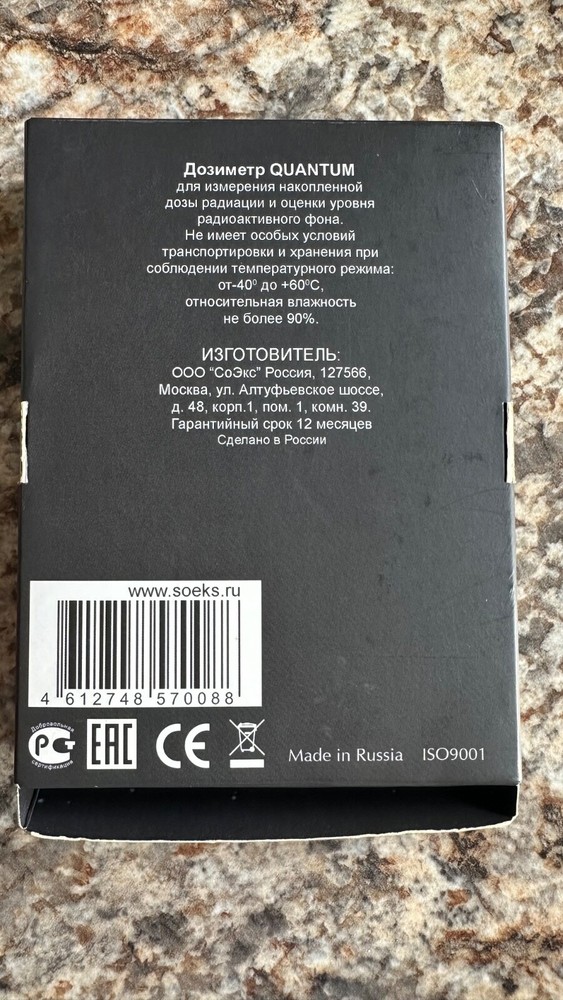 Дозиметр QUANTUM
для измерения накопленной
дозы радиации и оценки уровня
радиоактивного фона.
Не имеет особых условий
транспортировки и хранения при
соблюдении температурного режима:
от-40⁰ до +60⁰С,
относительная влажность
не более 90%.
ИЗГОТОВИТЕЛЬ:
ООО “СоЭкс” Россия, 127566,
Москва, ул. Алтуфьевское шоссе,
д. 48, корп.1, пом. 1, комн. 39.
Гарантийный срок 12 месяцев
Сделано в России
www.soeks.ru
4 612748 570088
Добровольная
РСТ
сертификация
EAC
CE
Made in Russia ISO9001